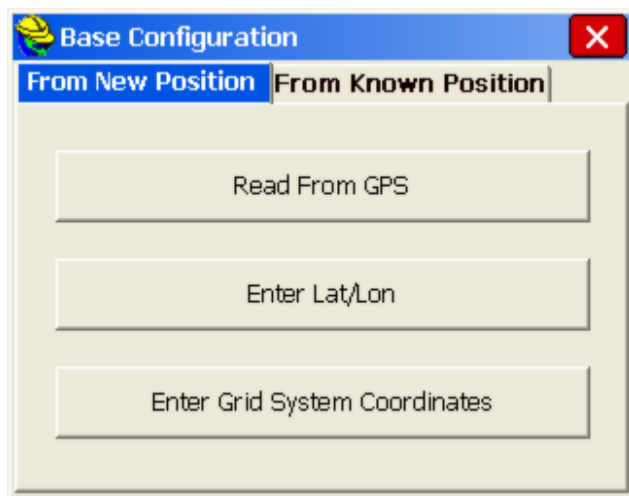 Base Configuration
From New Position From Known Position
Read From GPS
Enter Lat/Lon
Enter Grid System Coordinates